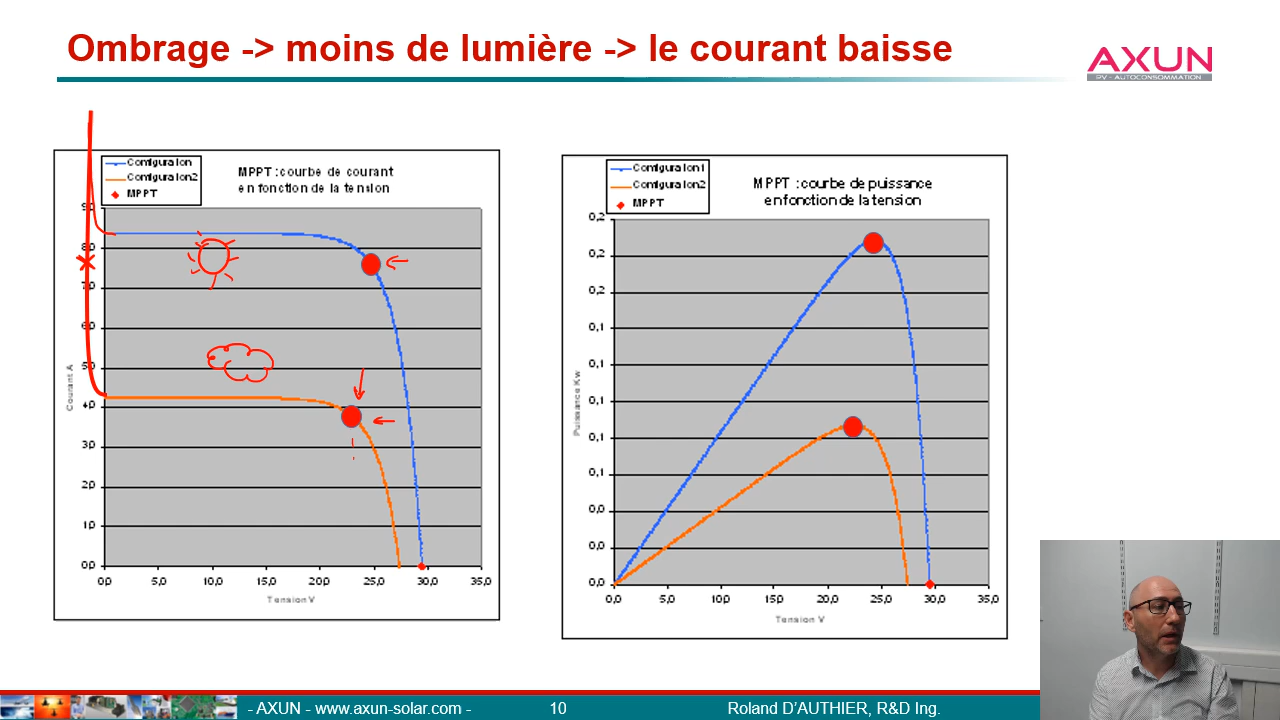 Ombrage -> moins de lumière -> le courant baisse
AXUN
PV - AUTOCONSOMMATION
Configuration
Configuration2
MPPT
MPPT : courbe de courant
en fonction de la tension
9,0
8,0
7,0
6,0
5,0
4,0
3,0
2,0
1,0
0,0
Courant A
0,0 5,0 10,0 15,0 20,0 25,0 30,0 35,0
Tension V
Configuration1
Configuration2
MPPT
MPPT : courbe de puissance
en fonction de la tension
0,2
0,2
0,2
0,1
0,1
0,1
0,1
0,1
0,0
0,0
0,0
Puissance Kw
0,0 5,0 10,0 15,0 20,0 25,0 30,0 35,0
Tension V
- AXUN - www.axun-solar.com - 10 Roland D'AUTHIER, R&D Ing.